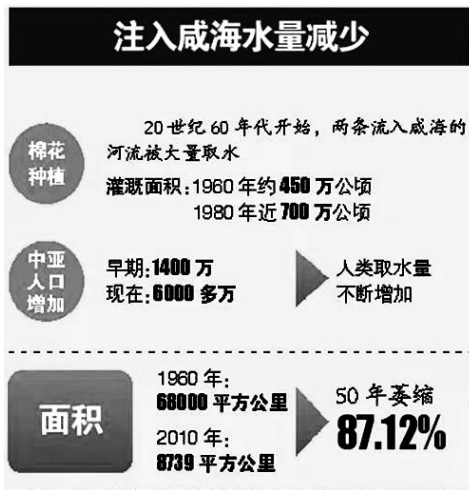 注入咸海水量减少
棉花
种植
20世纪60年代开始，两条流入咸海的
河流被大量取水
灌溉面积：1960年约450万公顷
1980年近700万公顷
中亚
人口
增加
早期：1400万
现在：6000多万
人类取水量
不断增加
面积
1960年：
68000平方公里
2010年：
8739平方公里
50年萎缩
87.12%